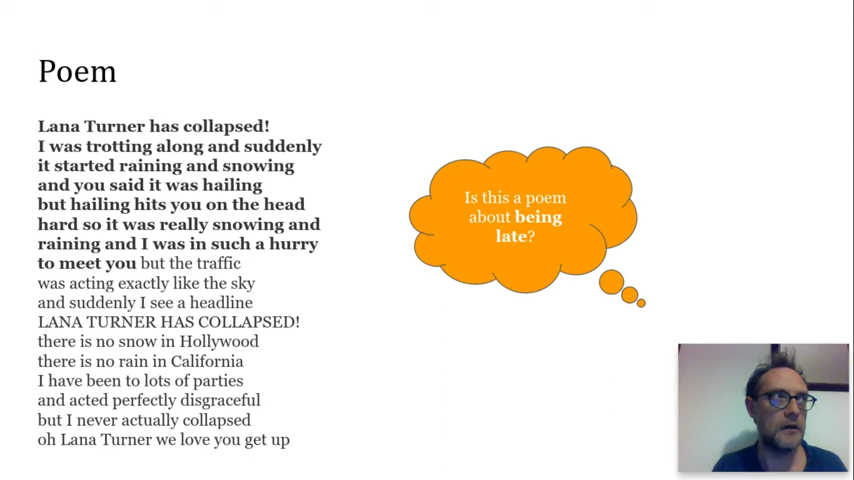 Poem
Lana Turner has collapsed!
I was trotting along and suddenly
it started raining and snowing
and you said it was hailing
but hailing hits you on the head
hard so it was really snowing and
raining and I was in such a hurry
to meet you but the traffic
was acting exactly like the sky
and suddenly I see a headline
LANA TURNER HAS COLLAPSED!
there is no snow in Hollywood
there is no rain in California
I have been to lots of parties
and acted perfectly disgraceful
but I never actually collapsed
oh Lana Turner we love you get up
Is this a poem
about being
late?